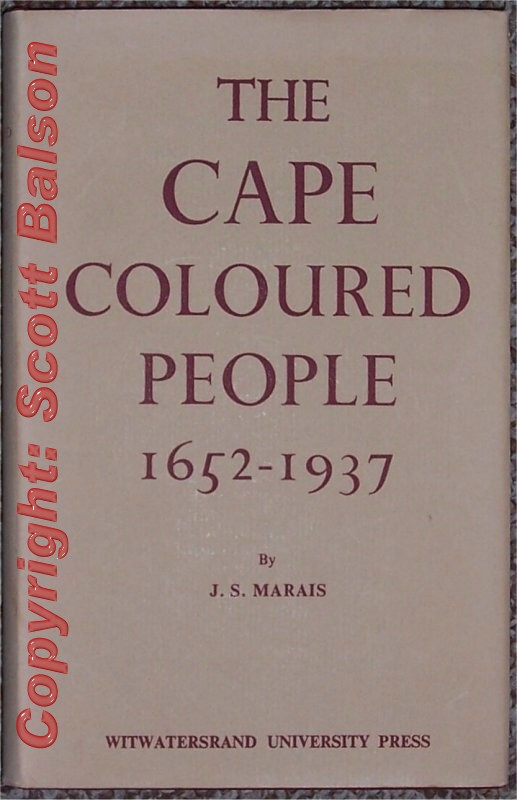 THE
CAPE
COLOURED
PEOPLE
1652-1937
By
J. S. MARAIS
WITWATERSRAND UNIVERSITY PRESS
Copyright: Scott Balson